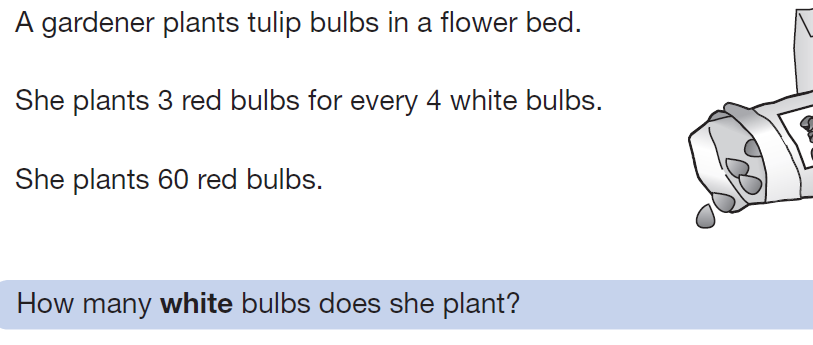 A gardener plants tulip bulbs in a flower bed.
She plants 3 red bulbs for every 4 white bulbs.
She plants 60 red bulbs.
How many white bulbs does she plant?